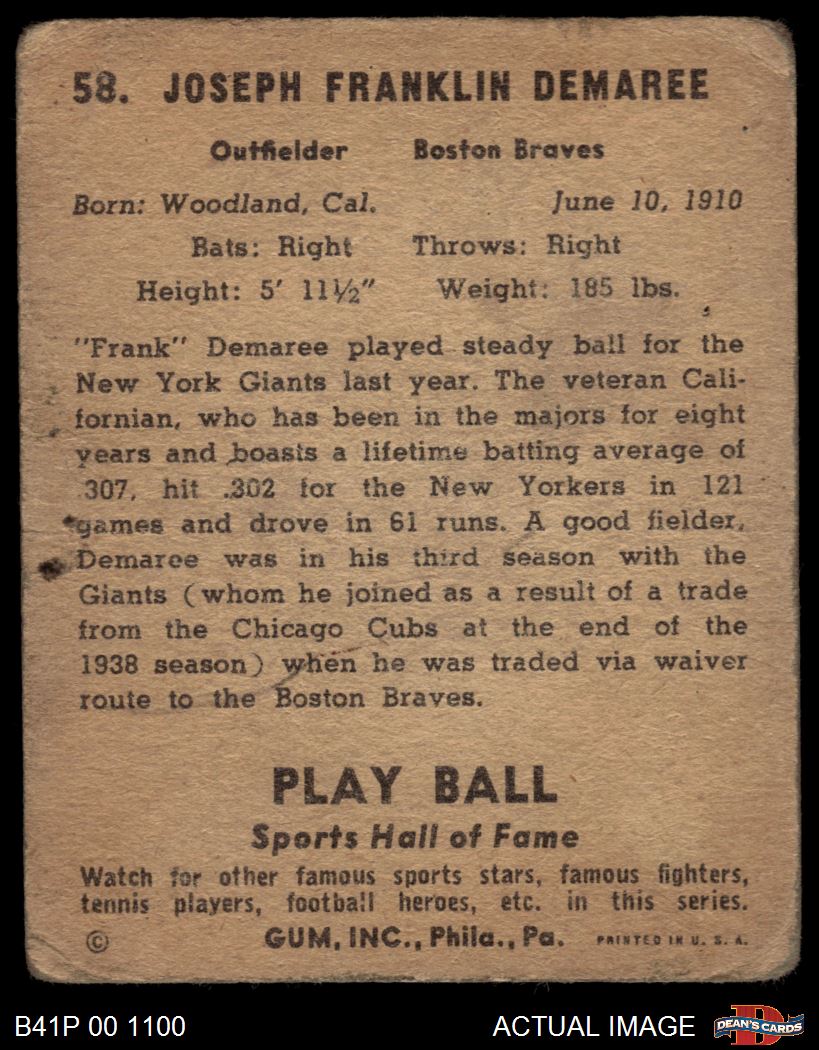 58. JOSEPH FRANKLIN DEMAREE
Outfielder Boston Braves
Born: Woodland, Cal. June 10, 1910
Bats: Right Throws: Right
Height: 5' 11½" Weight: 185 lbs.
"Frank" Demaree played steady ball for the
New York Giants last year. The veteran Cali-
fornian, who has been in the majors for eight
years and boasts a lifetime batting average of
.307, hit .302 for the New Yorkers in 121
games and drove in 61 runs. A good fielder,
Demaree was in his third season with the
Giants (whom he joined as a result of a trade
from the Chicago Cubs at the end of the
1938 season) when he was traded via waiver
route to the Boston Braves.
PLAY BALL
Sports Hall of Fame
Watch for other famous sports stars, famous fighters,
tennis players, football heroes, etc. in this series.
© GUM, INC., Phila., Pa. PRINTED IN U. S. A.
B41P 00 1100 ACTUAL IMAGE D DEAN'S CARDS